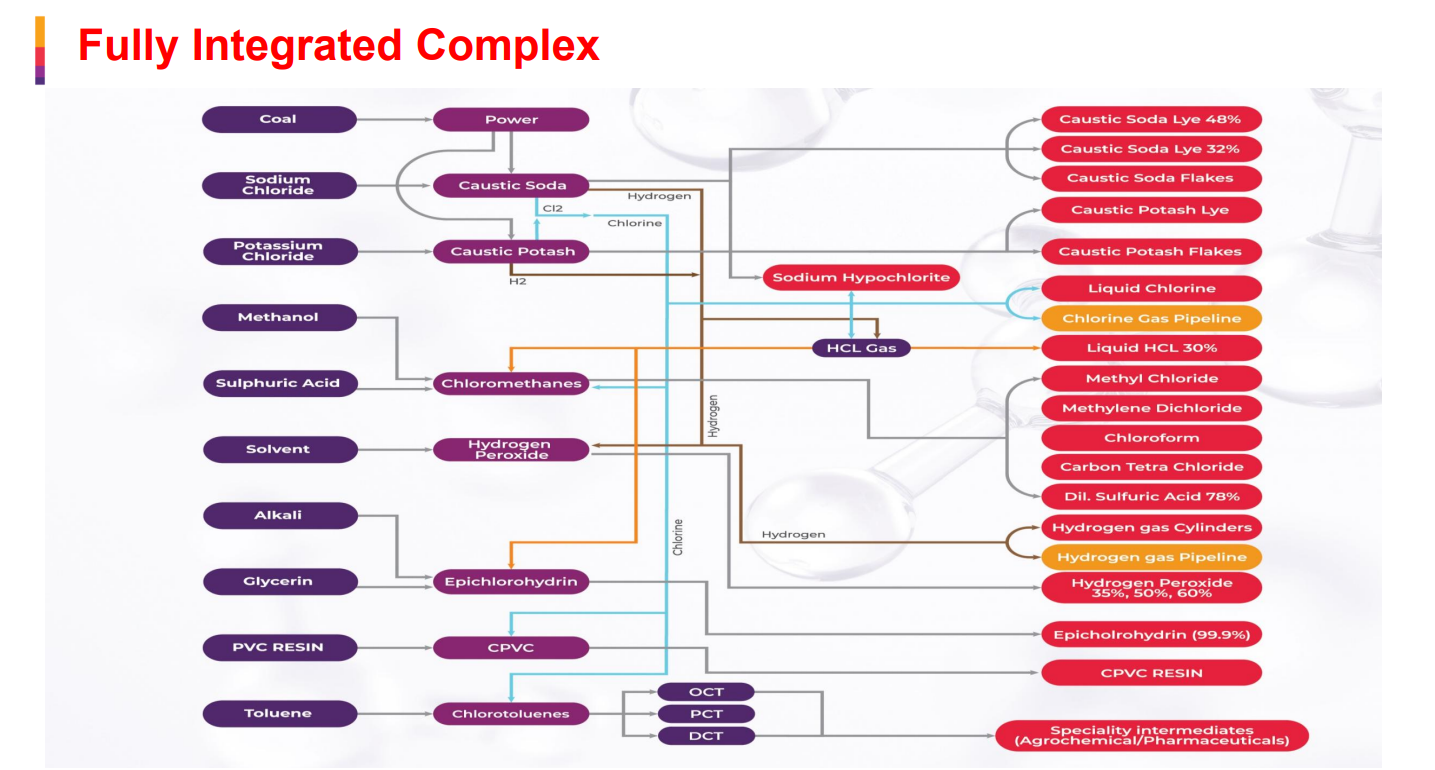 Fully Integrated Complex
Coal
Power
Caustic Soda Lye 48%
Caustic Soda Lye 32%
Sodium
Chloride
Caustic Soda
Caustic Soda Flakes
Hydrogen
Cl2
Chlorine
Caustic Potash Lye
Potassium
Chloride
Caustic Potash
Caustic Potash Flakes
H2
Sodium Hypochlorite
Liquid Chlorine
Methanol
Chlorine Gas Pipeline
HCL Gas
Liquid HCL 30%
Sulphuric Acid
Chloromethanes
Methyl Chloride
Methylene Dichloride
Hydrogen
Chloroform
Solvent
Hydrogen
Peroxide
Carbon Tetra Chloride
Dil. Sulfuric Acid 78%
Alkali
Chlorine
Hydrogen
Hydrogen gas Cylinders
Hydrogen gas Pipeline
Glycerin
Epichlorohydrin
Hydrogen Peroxide
35%, 50%, 60%
Epicholrohydrin (99.9%)
PVC RESIN
CPVC
CPVC RESIN
Toluene
Chlorotoluenes
OCT
PCT
DCT
Speciality intermediates
(Agrochemical/Pharmaceuticals)